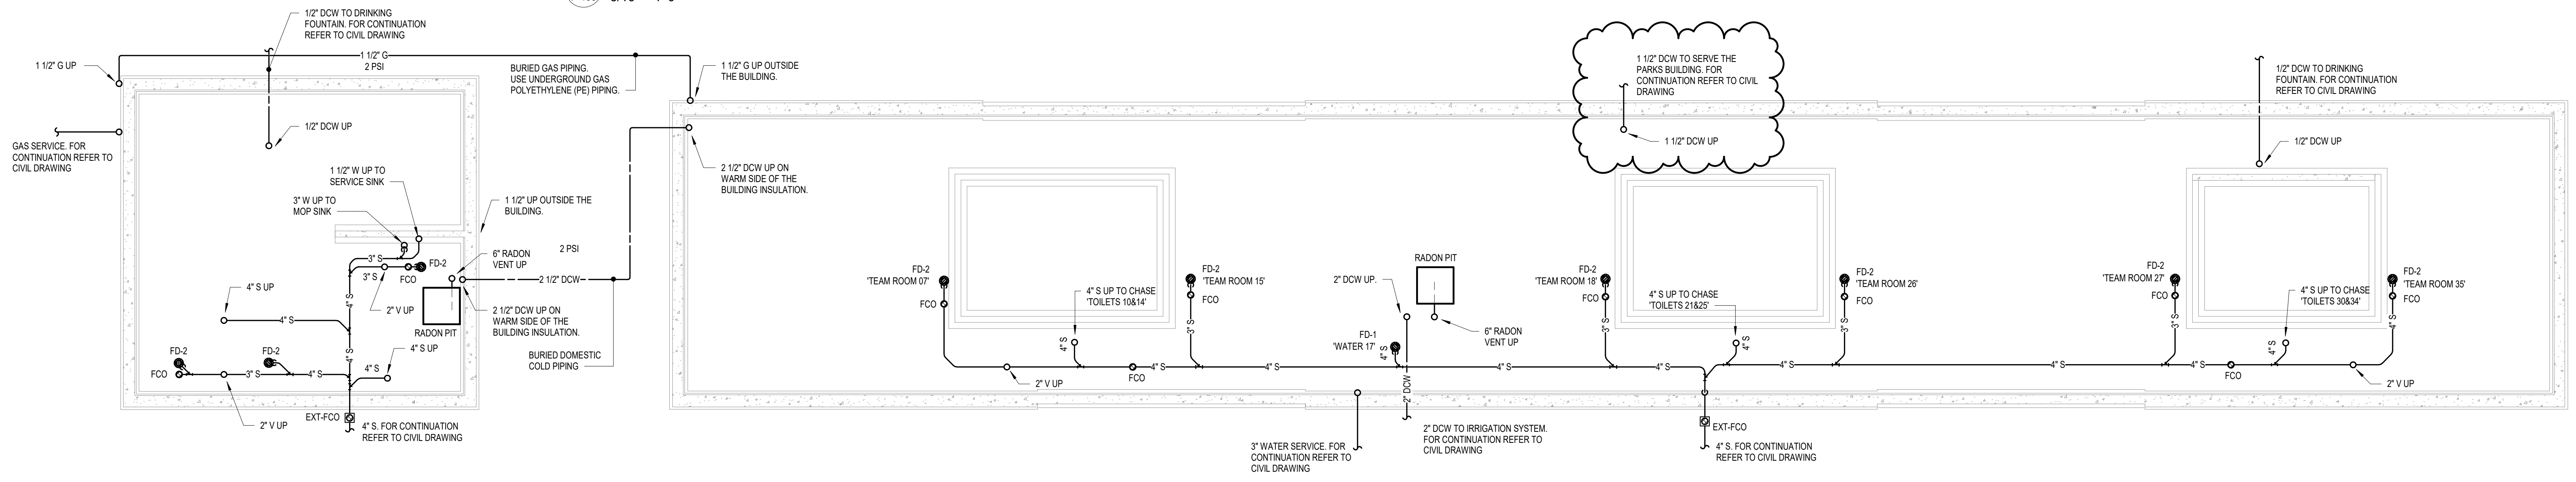 1/2" DCW TO DRINKING
FOUNTAIN. FOR CONTINUATION
REFER TO CIVIL DRAWING
1 1/2" G UP
1 1/2" G
2 PSI
BURIED GAS PIPING.
USE UNDERGROUND GAS
POLYETHYLENE (PE) PIPING.
1 1/2" G UP OUTSIDE
THE BUILDING.
1/2" DCW UP
GAS SERVICE. FOR
CONTINUATION REFER TO
CIVIL DRAWING
1 1/2" W UP TO
SERVICE SINK
3" W UP TO
MOP SINK
1 1/2" UP OUTSIDE THE
BUILDING.
2 PSI
6" RADON
VENT UP
2 1/2" DCW
3" S
FD-2
3" S
FCO
4" S
4" S UP
2" V UP
4" S
RADON PIT
2 1/2" DCW UP ON
WARM SIDE OF THE
BUILDING INSULATION.
BURIED DOMESTIC
COLD PIPING
FD-2
FD-2
4" S
4" S UP
FCO
3" S
4" S
4" S
2" V UP
EXT-FCO
4" S. FOR CONTINUATION
REFER TO CIVIL DRAWING
2 1/2" DCW UP ON
WARM SIDE OF THE
BUILDING INSULATION.
1 1/2" DCW TO SERVE THE
PARKS BUILDING. FOR
CONTINUATION REFER TO CIVIL
DRAWING
1 1/2" DCW UP
1/2" DCW TO DRINKING
FOUNTAIN. FOR CONTINUATION
REFER TO CIVIL DRAWING
1/2" DCW UP
FD-2
'TEAM ROOM 07'
FCO
4" S UP TO CHASE
'TOILETS 10&14'
FD-2
'TEAM ROOM 15'
FCO
3" S
4" S
4" S
2" V UP
FCO
4" S
2" DCW UP.
RADON PIT
6" RADON
VENT UP
FD-1
'WATER 17'
4" S
4" S
2" DCW
3" WATER SERVICE. FOR
CONTINUATION REFER TO
CIVIL DRAWING
2" DCW TO IRRIGATION SYSTEM.
FOR CONTINUATION REFER TO
CIVIL DRAWING
FD-2
'TEAM ROOM 18'
FCO
3" S
4" S
4" S UP TO CHASE
'TOILETS 21&25'
4" S
FD-2
'TEAM ROOM 26'
FCO
3" S
4" S
4" S
EXT-FCO
4" S. FOR CONTINUATION
REFER TO CIVIL DRAWING
FD-2
'TEAM ROOM 27'
FCO
3" S
4" S
FCO
4" S UP TO CHASE
'TOILETS 30&34'
4" S
FD-2
'TEAM ROOM 35'
FCO
4" S
2" V UP